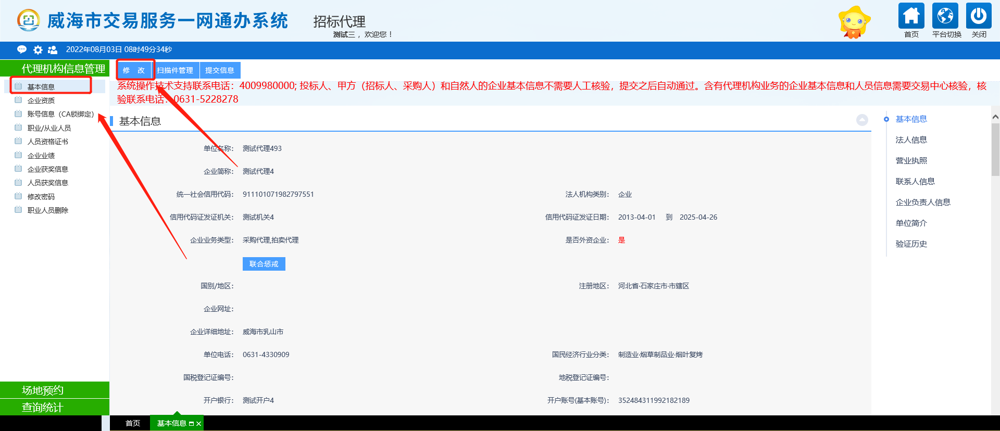 威海市交易服务一网通办系统
招标代理
测试三 ，欢迎您！
首页
平台切换
关闭
2022年08月03日 08时49分34秒
代理机构信息管理
基本信息
企业资质
账号信息（CA锁绑定）
职业/从业人员
人员资格证书
企业业绩
企业获奖信息
人员获奖信息
修改密码
职业人员删除
场地预约
查询统计
修 改
扫描件管理
提交信息
系统操作技术支持联系电话：4009980000; 投标人、甲方（招标人、采购人）和自然人的企业基本信息不需要人工核验，提交之后自动通过。含有代理机构业务的企业基本信息和人员信息需要交易中心核验，核
验联系电话：0631-5228278
基本信息
单位名称： 测试代理493
企业简称： 测试代理4
统一社会信用代码： 911101071982797551 法人机构类别： 企业
信用代码证发证机关： 测试机关4 信用代码证发证日期： 2013-04-01 到 2025-04-26
企业业务类型： 采购代理,拍卖代理 是否外资企业： 是
联合惩戒
国别/地区： 注册地区： 河北省·石家庄市·市辖区
企业网址：
企业详细地址： 威海市乳山市
单位电话： 0631-4330909 国民经济行业分类： 制造业·烟草制品业·烟叶复烤
国税登记证编号： 地税登记证编号：
开户银行： 测试开户4 开户账号(基本账号)： 352484311992182189
基本信息
法人信息
营业执照
联系人信息
企业负责人信息
单位简介
验证历史
首页
基本信息